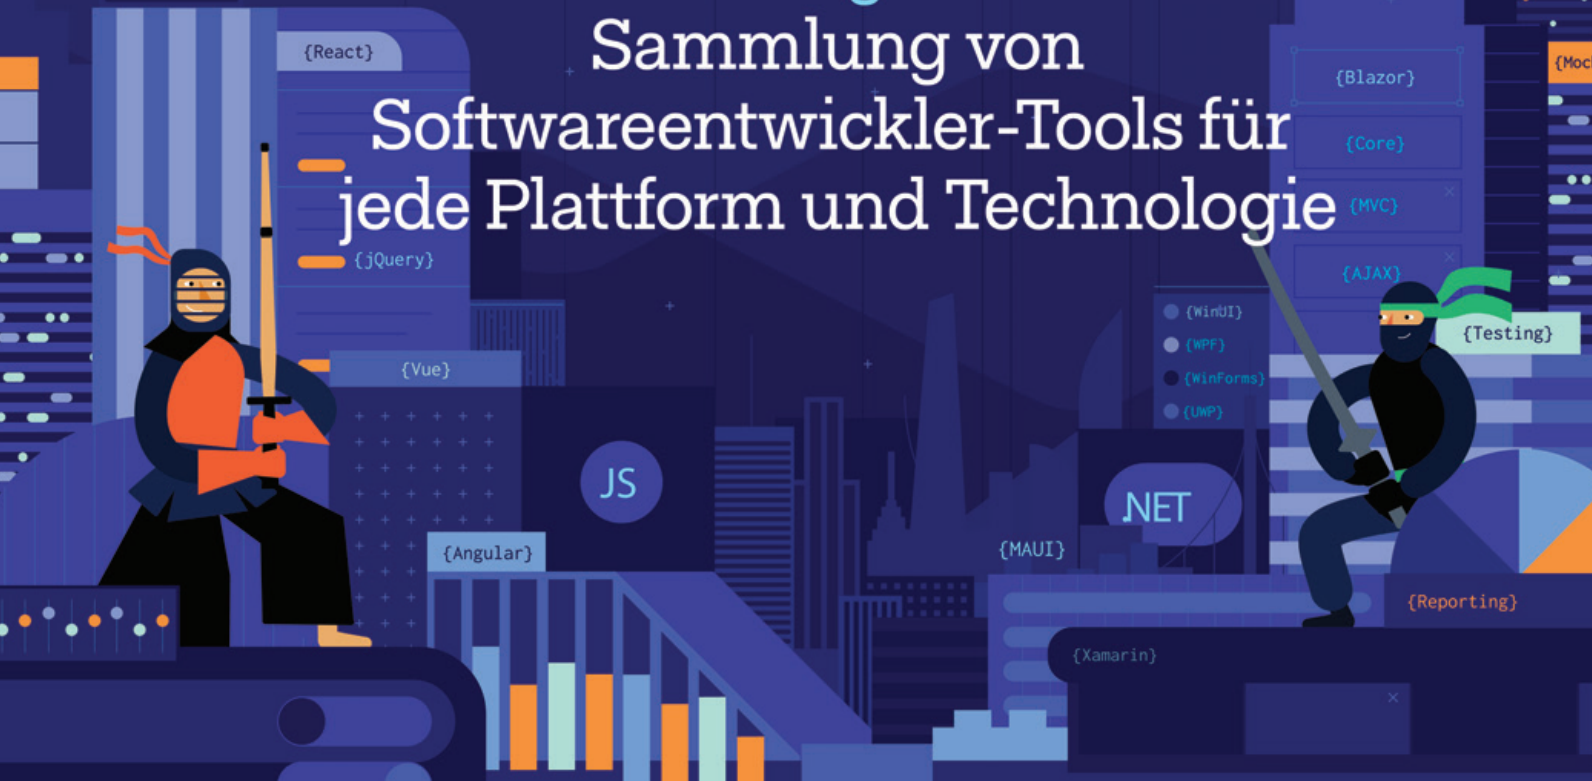 Sammlung von
Softwareentwickler-Tools für
jede Plattform und Technologie
{React}
{jQuery}
{Vue}
JS
{Angular}
{Blazor}
{Core}
{MVC}
{AJAX}
{WinUI}
{WPF}
{WinForms}
{UWP}
.NET
{MAUI}
{Testing}
{Reporting}
{Xamarin}